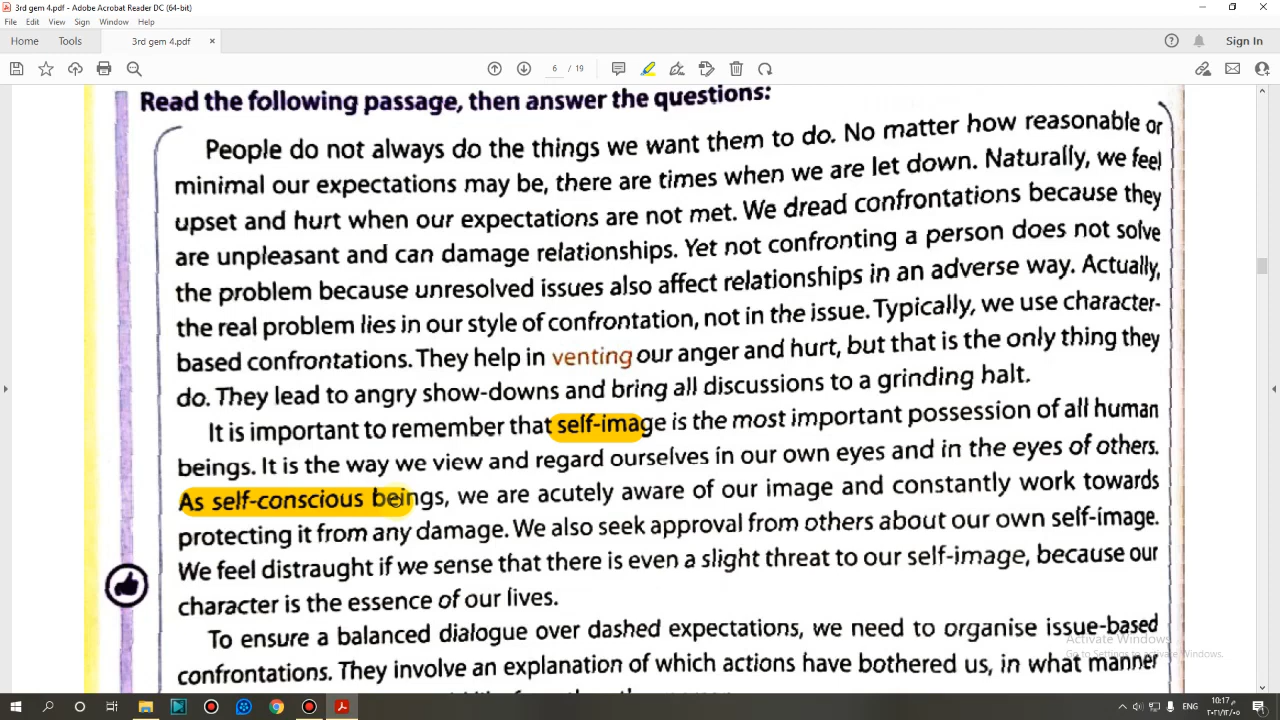 3rd gem 4.pdf - Adobe Acrobat Reader DC (64-bit)
File Edit View Sign Window Help
Home Tools 3rd gem 4.pdf × Sign In
6 / 19
Read the following passage, then answer the questions:
People do not always do the things we want them to do. No matter how reasonable or
minimal our expectations may be, there are times when we are let down. Naturally, we feel
upset and hurt when our expectations are not met. We dread confrontations because they
are unpleasant and can damage relationships. Yet not confronting a person does not solve
the problem because unresolved issues also affect relationships in an adverse way. Actually,
the real problem lies in our style of confrontation, not in the issue. Typically, we use character-
based confrontations. They help in venting our anger and hurt, but that is the only thing they
do. They lead to angry show-downs and bring all discussions to a grinding halt.
It is important to remember that self-image is the most important possession of all human
beings. It is the way we view and regard ourselves in our own eyes and in the eyes of others.
As self-conscious beings, we are acutely aware of our image and constantly work towards
protecting it from any damage. We also seek approval from others about our own self-image.
We feel distraught if we sense that there is even a slight threat to our self-image, because our
character is the essence of our lives.
To ensure a balanced dialogue over dashed expectations, we need to organise issue-based
confrontations. They involve an explanation of which actions have bothered us, in what manner
Activate Windows
Go to Settings to activate Windows.
ENG
10:17 م